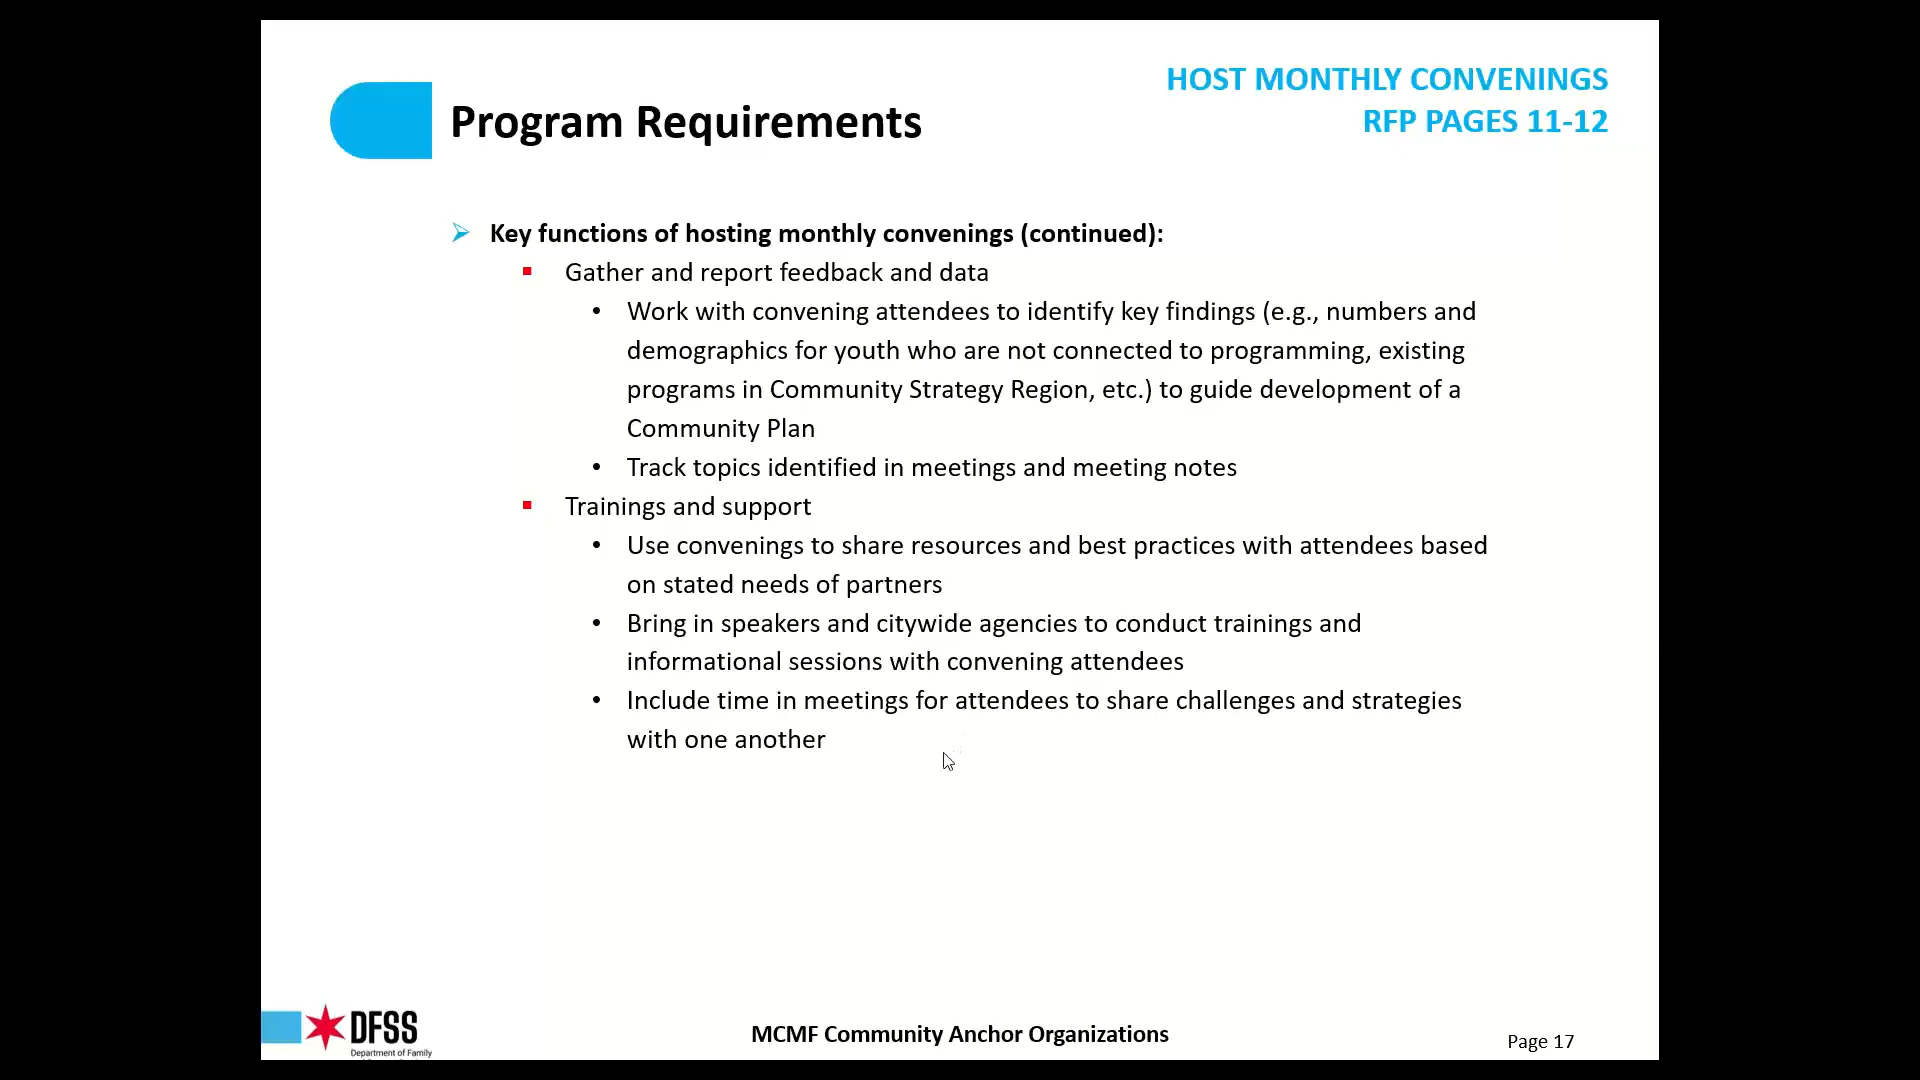 HOST MONTHLY CONVENINGS
RFP PAGES 11-12
Program Requirements
➢ Key functions of hosting monthly convenings (continued):
▪ Gather and report feedback and data
• Work with convening attendees to identify key findings (e.g., numbers and
demographics for youth who are not connected to programming, existing
programs in Community Strategy Region, etc.) to guide development of a
Community Plan
• Track topics identified in meetings and meeting notes
▪ Trainings and support
• Use convenings to share resources and best practices with attendees based
on stated needs of partners
• Bring in speakers and citywide agencies to conduct trainings and
informational sessions with convening attendees
• Include time in meetings for attendees to share challenges and strategies
with one another
DFSS
Department of Family
MCMF Community Anchor Organizations
Page 17